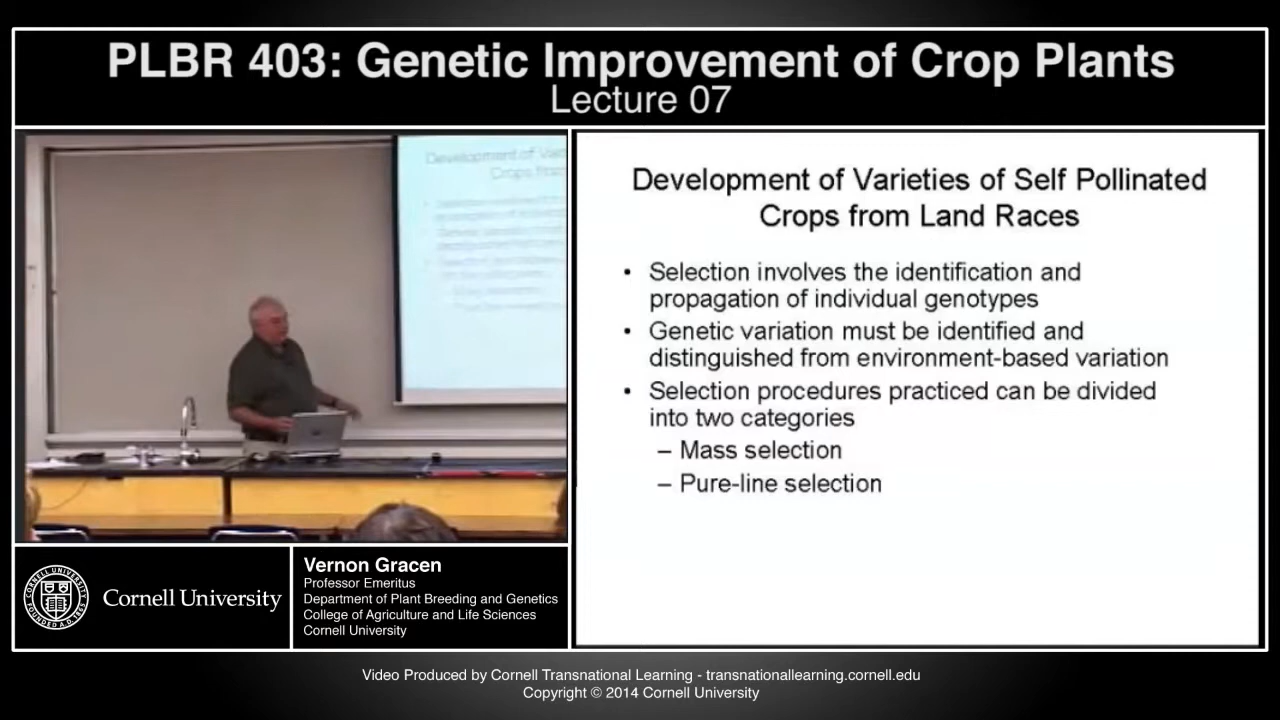 PLBR 403: Genetic Improvement of Crop Plants
Lecture 07
Development of Varieties of Self Pollinated
Crops from Land Races
• Selection involves the identification and
propagation of individual genotypes
• Genetic variation must be identified and
distinguished from environment-based variation
• Selection procedures practiced can be divided
into two categories
– Mass selection
– Pure-line selection
CORNELL UNIVERSITY
FOUNDED A.D. 1865
Cornell University
Vernon Gracen
Professor Emeritus
Department of Plant Breeding and Genetics
College of Agriculture and Life Sciences
Cornell University
Video Produced by Cornell Transnational Learning - transnationallearning.cornell.edu
Copyright © 2014 Cornell University